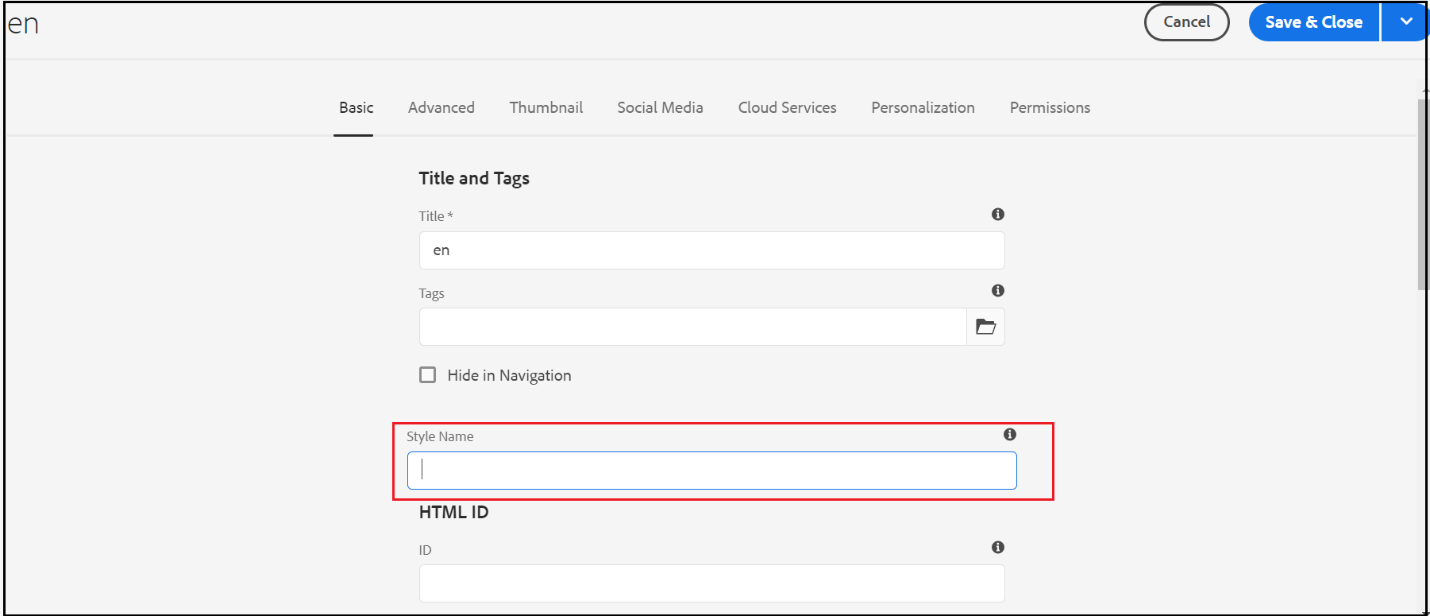 en
Cancel
Save & Close
Basic Advanced Thumbnail Social Media Cloud Services Personalization Permissions
Title and Tags
Title *
en
Tags
Hide in Navigation
Style Name
HTML ID
ID